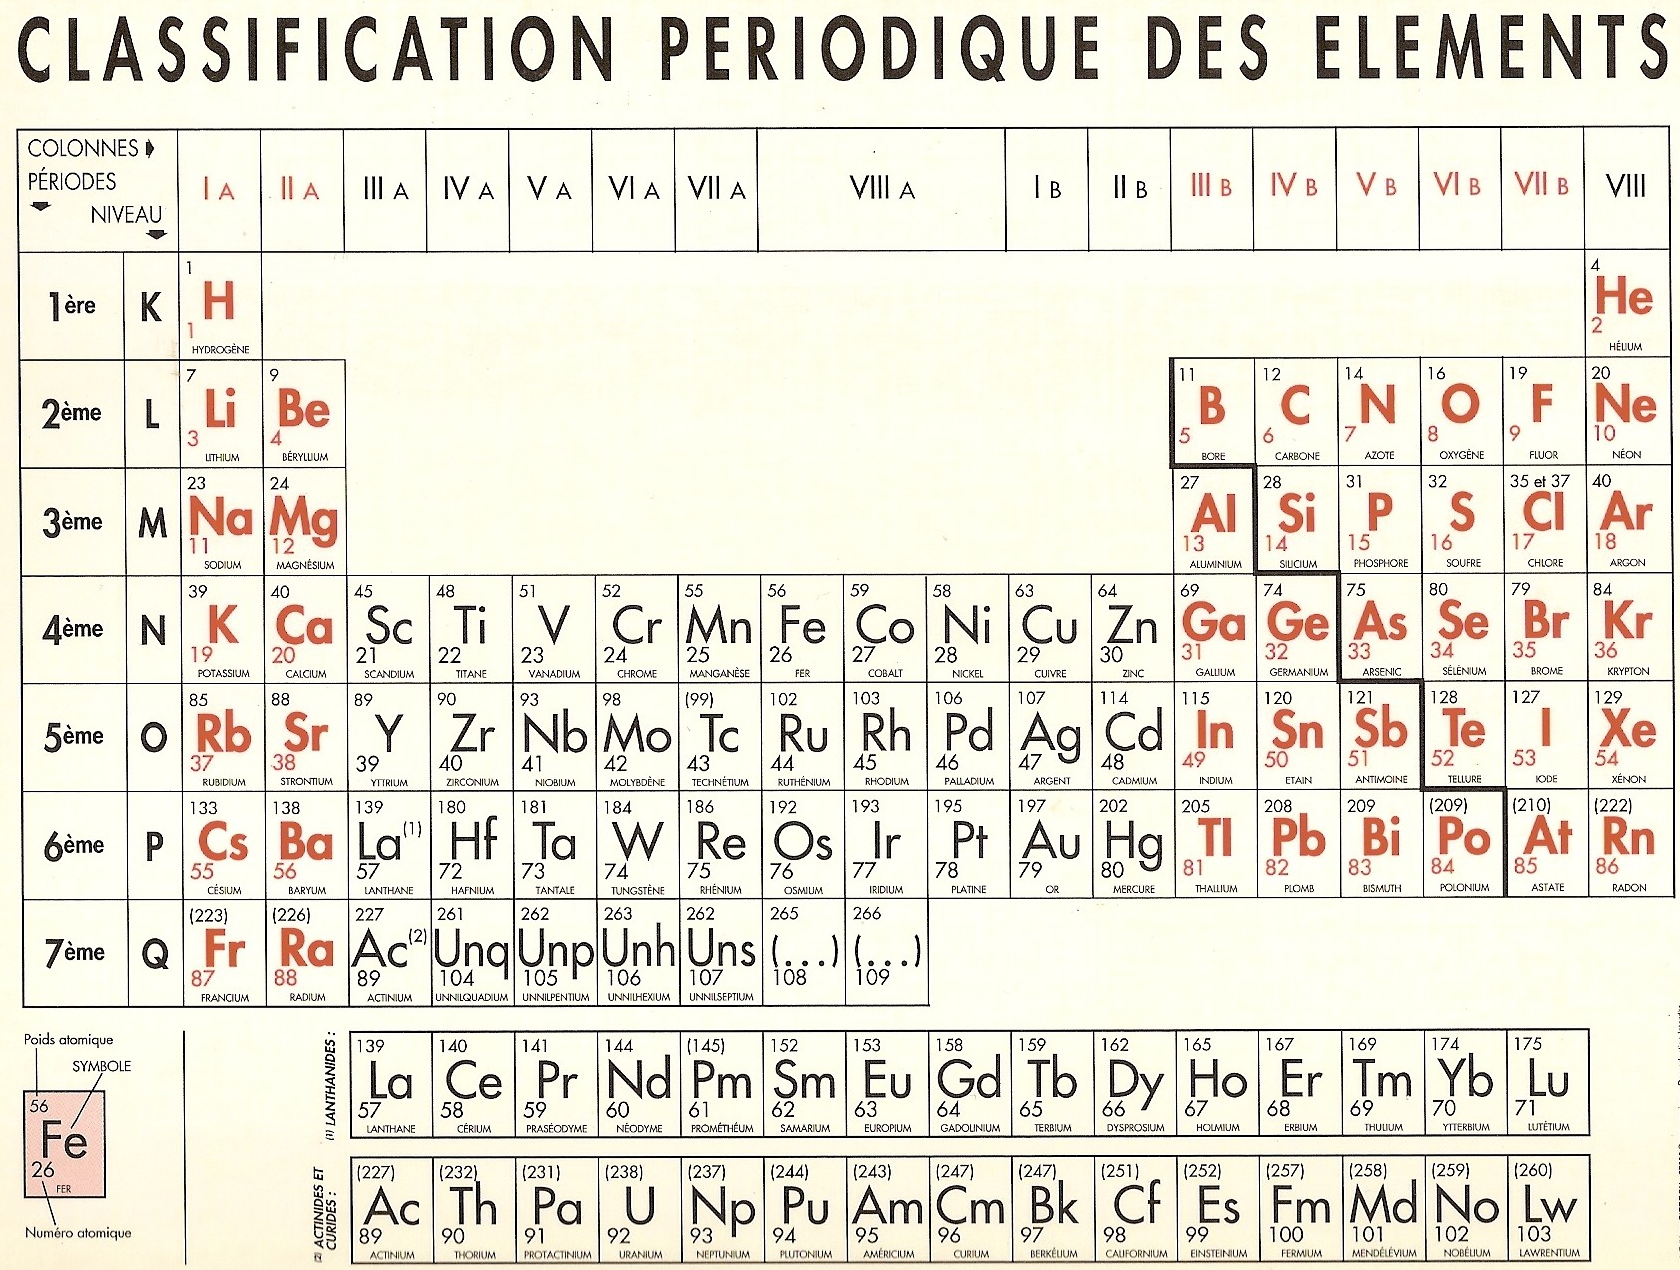 CLASSIFICATION PERIODIQUE DES ELEMENTS
COLONNES
PÉRIODES
NIVEAU
I A II A III A IV A V A VI A VII A VIII A I B II B III B IV B V B VI B VII B VIII
1 4
1ère K H He
1 2
HYDROGÈNE HÉLIUM
7 9 11 12 14 16 19 20
2ème L Li Be B C N O F Ne
3 4 5 6 7 8 9 10
LITHIUM BÉRYLLIUM BORE CARBONE AZOTE OXYGÈNE FLUOR NÉON
23 24 27 28 31 32 35 et 37 40
3ème M Na Mg Al Si P S Cl Ar
11 12 13 14 15 16 17 18
SODIUM MAGNÉSIUM ALUMINIUM SILICIUM PHOSPHORE SOUFRE CHLORE ARGON
39 40 45 48 51 52 55 56 59 58 63 64 69 74 75 80 79 84
4ème N K Ca Sc Ti V Cr Mn Fe Co Ni Cu Zn Ga Ge As Se Br Kr
19 20 21 22 23 24 25 26 27 28 29 30 31 32 33 34 35 36
POTASSIUM CALCIUM SCANDIUM TITANE VANADIUM CHROME MANGANÈSE FER COBALT NICKEL CUIVRE ZINC GALLIUM GERMANIUM ARSENIC SÉLÉNIUM BROME KRYPTON
85 88 89 90 93 98 (99) 102 103 106 107 114 115 120 121 128 127 129
5ème O Rb Sr Y Zr Nb Mo Tc Ru Rh Pd Ag Cd In Sn Sb Te I Xe
37 38 39 40 41 42 43 44 45 46 47 48 49 50 51 52 53 54
RUBIDIUM STRONTIUM YTTRIUM ZIRCONIUM NIOBIUM MOLYBDÈNE TECHNÉTIUM RUTHÉNIUM RHODIUM PALLADIUM ARGENT CADMIUM INDIUM ETAIN ANTIMOINE TELLURE IODE XÉNON
133 138 139 180 181 184 186 192 193 195 197 202 205 208 209 (209) (210) (222)
6ème P Cs Ba La(1) Hf Ta W Re Os Ir Pt Au Hg Tl Pb Bi Po At Rn
55 56 57 72 73 74 75 76 77 78 79 80 81 82 83 84 85 86
CÉSIUM BARYUM LANTHANE HAFNIUM TANTALE TUNGSTÈNE RHÉNIUM OSMIUM IRIDIUM PLATINE OR MERCURE THALLIUM PLOMB BISMUTH POLONIUM ASTATE RADON
(223) (226) 227 261 262 263 262 265 266
7ème Q Fr Ra Ac(2) Unq Unp Unh Uns (...) (...)
87 88 89 104 105 106 107 108 109
FRANCIUM RADIUM ACTINIUM UNNILQUADIUM UNNILPENTIUM UNNILHEXIUM UNNILSEPTIUM
Poids atomique
SYMBOLE
56
Fe
26
FER
Numéro atomique
(1) LANTHANIDES :
139 140 141 144 (145) 152 153 158 159 162 165 167 169 174 175
La Ce Pr Nd Pm Sm Eu Gd Tb Dy Ho Er Tm Yb Lu
57 58 59 60 61 62 63 64 65 66 67 68 69 70 71
LANTHANE CÉRIUM PRASÉODYME NÉODYME PROMÉTHÉUM SAMARIUM EUROPIUM GADOLINIUM TERBIUM DYSPROSIUM HOLMIUM ERBIUM THULIUM YTTERBIUM LUTÉTIUM
(2) ACTINIDES ET
CURIDES :
(227) (232) (231) (238) (237) (244) (243) (247) (247) (251) (252) (257) (258) (259) (260)
Ac Th Pa U Np Pu Am Cm Bk Cf Es Fm Md No Lw
89 90 91 92 93 94 95 96 97 98 99 100 101 102 103
ACTINIUM THORIUM PROTACTINIUM URANIUM NEPTUNIUM PLUTONIUM AMÉRICIUM CURIUM BERKÉLIUM CALIFORNIUM EINSTEINIUM FERMIUM MENDÉLÉVIUM NOBÉLIUM LAWRENTIUM